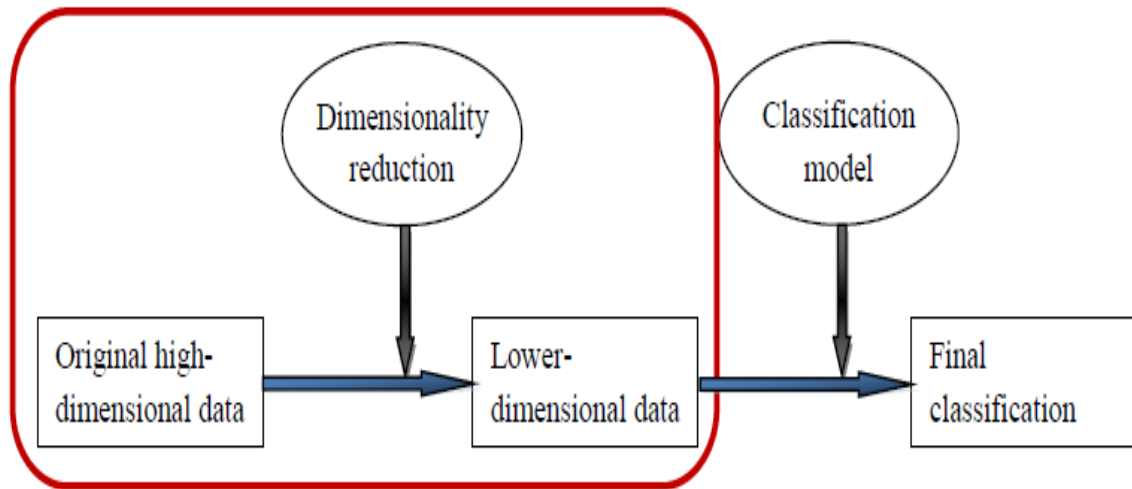 Dimensionality
reduction
Classification
model
Original high-
dimensional data
Lower-
dimensional data
Final
classification